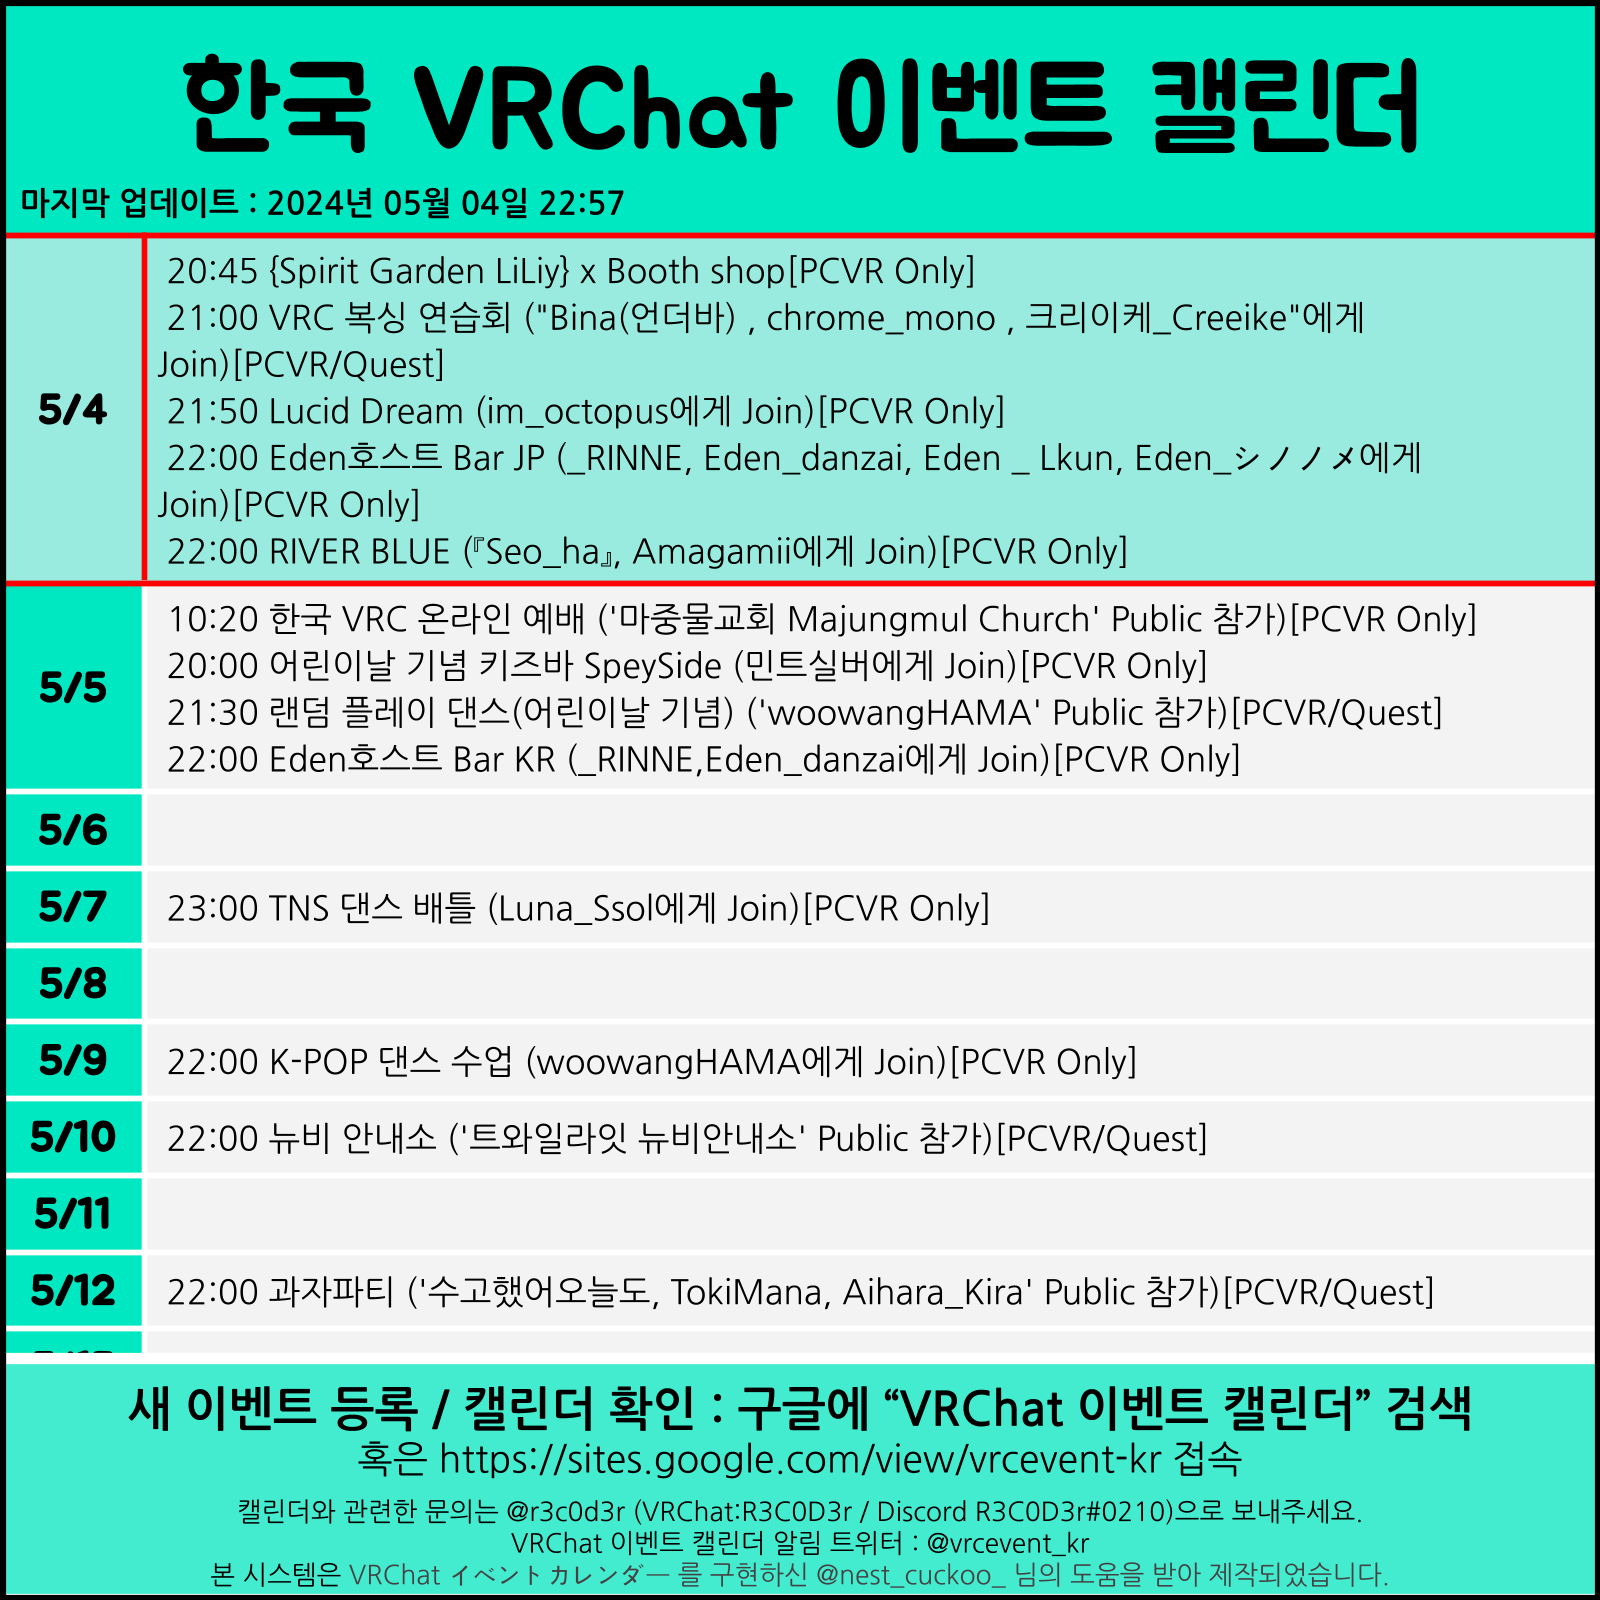 한국 VRChat 이벤트 캘린더
마지막 업데이트 : 2024년 05월 04일 22:57
5/4
20:45 {Spirit Garden LiLiy} x Booth shop[PCVR Only]
21:00 VRC 복싱 연습회 ("Bina(언더바) , chrome_mono , 크리이케_Creeike"에게
Join)[PCVR/Quest]
21:50 Lucid Dream (im_octopus에게 Join)[PCVR Only]
22:00 Eden호스트 Bar JP (_RINNE, Eden_danzai, Eden _ Lkun, Eden_シノノメ에게
Join)[PCVR Only]
22:00 RIVER BLUE (『Seo_ha』, Amagamii에게 Join)[PCVR Only]
5/5
10:20 한국 VRC 온라인 예배 ('마중물교회 Majungmul Church' Public 참가)[PCVR Only]
20:00 어린이날 기념 키즈바 SpeySide (민트실버에게 Join)[PCVR Only]
21:30 랜덤 플레이 댄스(어린이날 기념) ('woowangHAMA' Public 참가)[PCVR/Quest]
22:00 Eden호스트 Bar KR (_RINNE,Eden_danzai에게 Join)[PCVR Only]
5/6
5/7
23:00 TNS 댄스 배틀 (Luna_Ssol에게 Join)[PCVR Only]
5/8
5/9
22:00 K-POP 댄스 수업 (woowangHAMA에게 Join)[PCVR Only]
5/10
22:00 뉴비 안내소 ('트와일라잇 뉴비안내소' Public 참가)[PCVR/Quest]
5/11
5/12
22:00 과자파티 ('수고했어오늘도, TokiMana, Aihara_Kira' Public 참가)[PCVR/Quest]
새 이벤트 등록 / 캘린더 확인 : 구글에 “VRChat 이벤트 캘린더” 검색
혹은 https://sites.google.com/view/vrcevent-kr 접속
캘린더와 관련한 문의는 @r3c0d3r (VRChat:R3C0D3r / Discord R3C0D3r#0210)으로 보내주세요.
VRChat 이벤트 캘린더 알림 트위터 : @vrcevent_kr
본 시스템은 VRChat イベントカレンダー 를 구현하신 @nest_cuckoo_ 님의 도움을 받아 제작되었습니다.